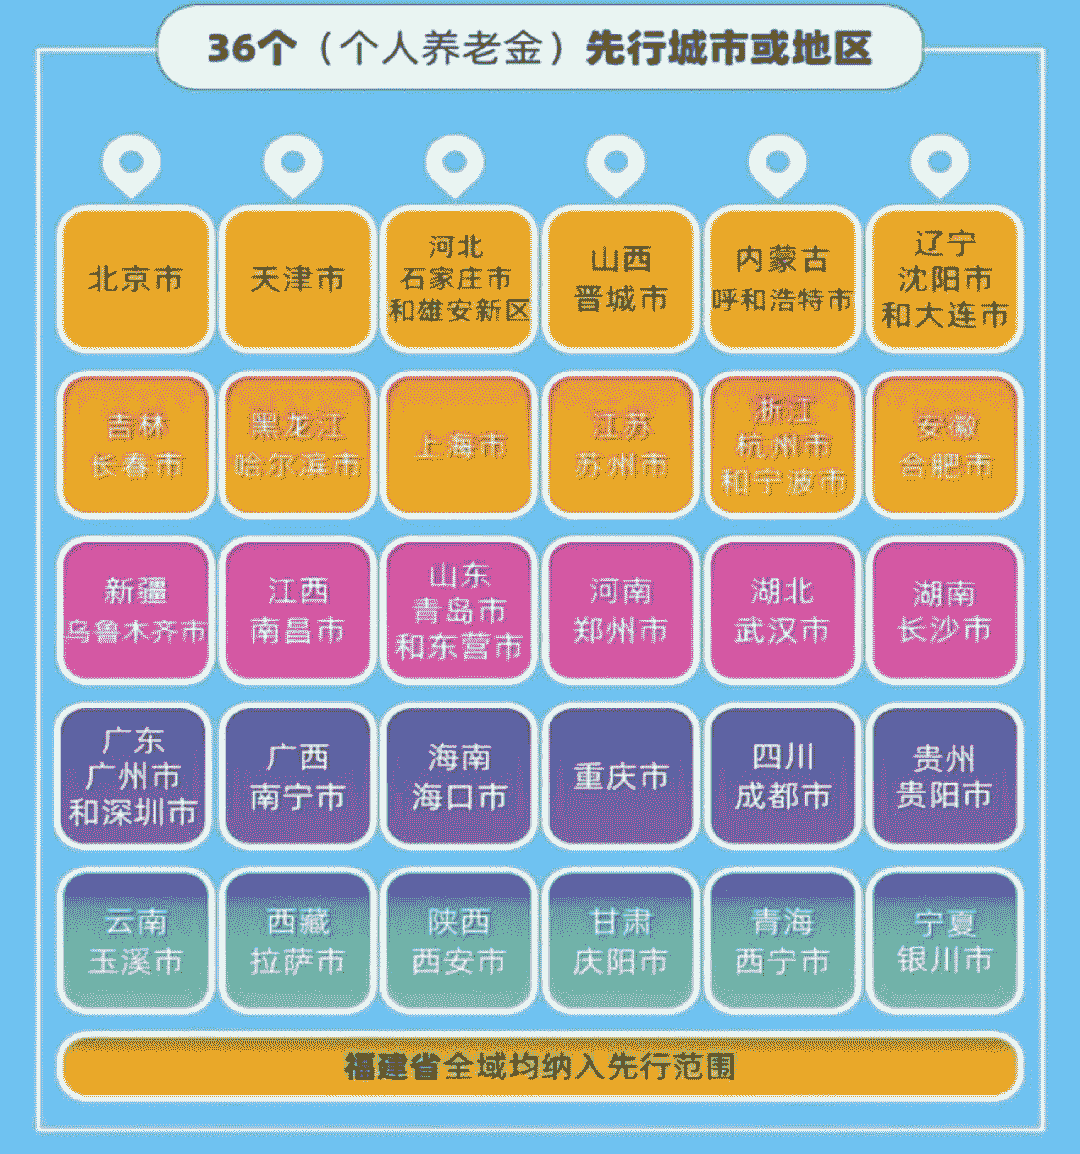 36个（个人养老金）先行城市或地区
北京市
天津市
河北
石家庄市
和雄安新区
山西
晋城市
内蒙古
呼和浩特市
辽宁
沈阳市
和大连市
吉林
长春市
黑龙江
哈尔滨市
上海市
江苏
苏州市
浙江
杭州市
和宁波市
安徽
合肥市
新疆
乌鲁木齐市
江西
南昌市
山东
青岛市
和东营市
河南
郑州市
湖北
武汉市
湖南
长沙市
广东
广州市
和深圳市
广西
南宁市
海南
海口市
重庆市
四川
成都市
贵州
贵阳市
云南
玉溪市
西藏
拉萨市
陕西
西安市
甘肃
庆阳市
青海
西宁市
宁夏
银川市
福建省全域均纳入先行范围